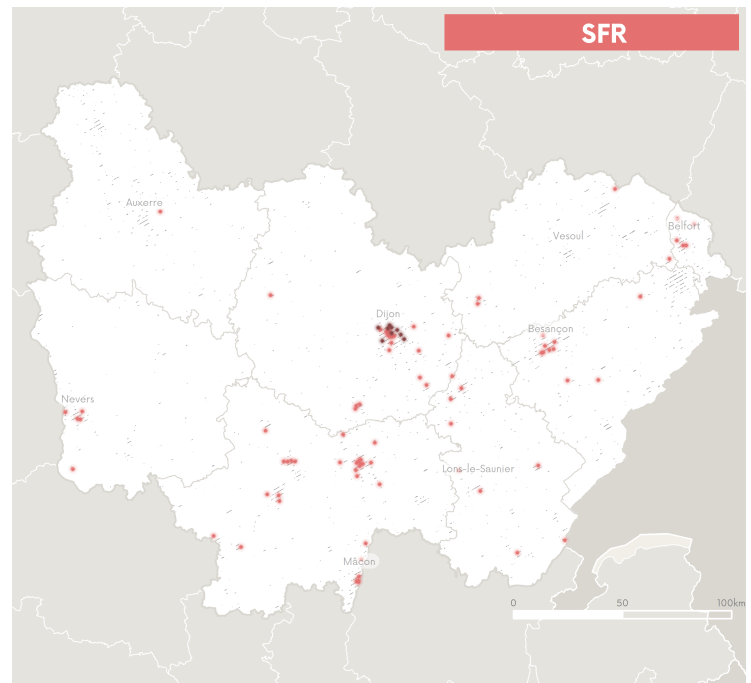 SFR
Auxerre
Belfort
Vesoul
Dijon
Besançon
Nevers
Lons-le-Saunier
Mâcon
0 50 100km